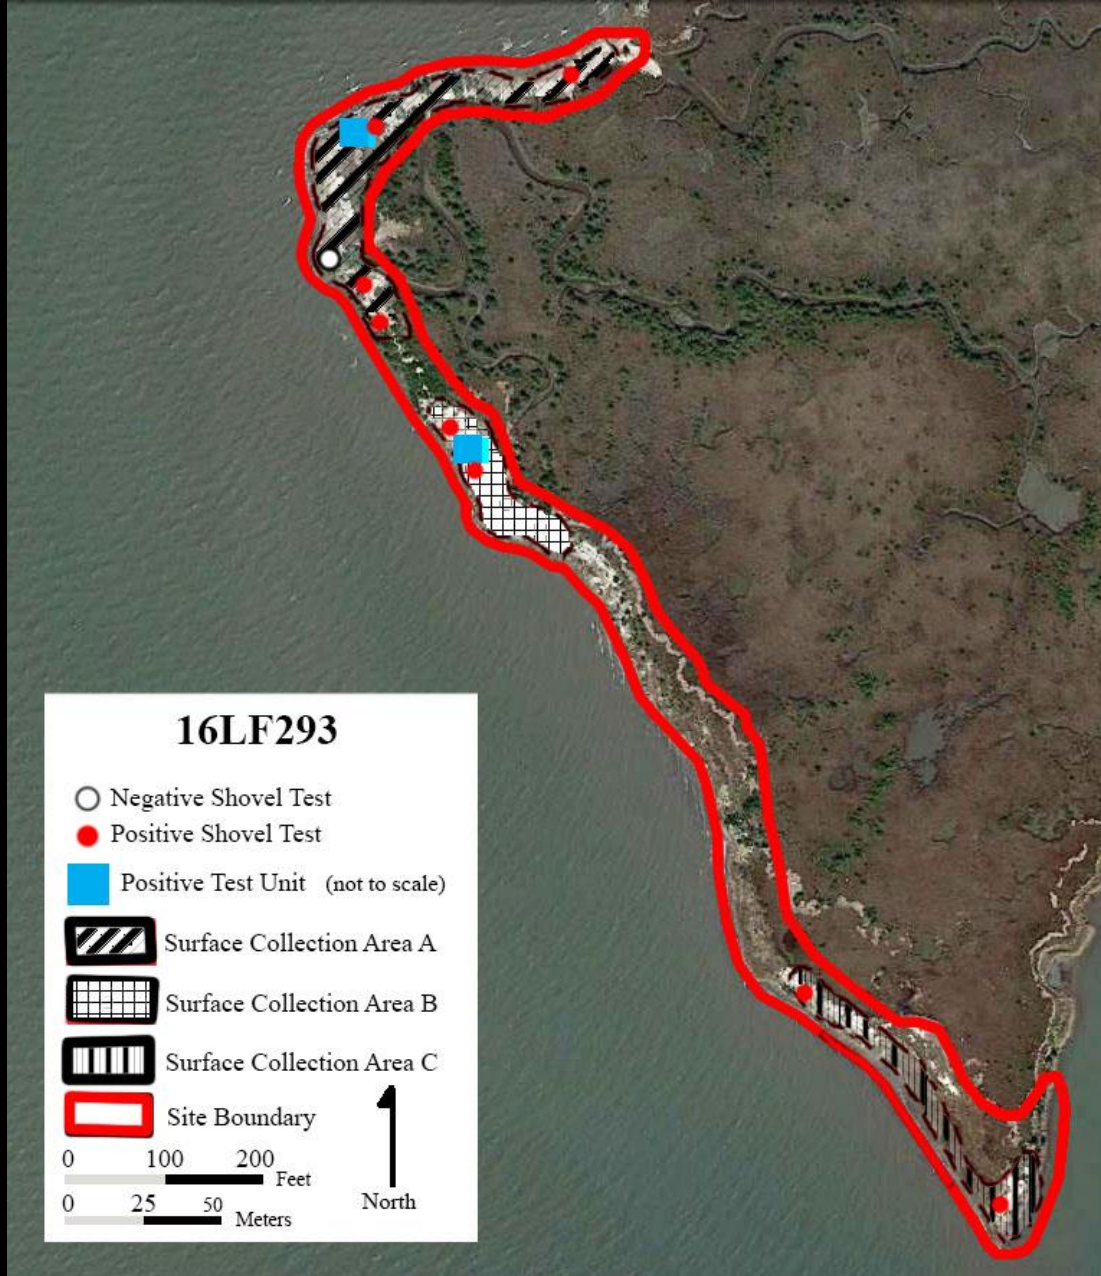 16LF293
Negative Shovel Test
Positive Shovel Test
Positive Test Unit (not to scale)
Surface Collection Area A
Surface Collection Area B
Surface Collection Area C
Site Boundary
0 100 200
Feet
0 25 50
Meters
North